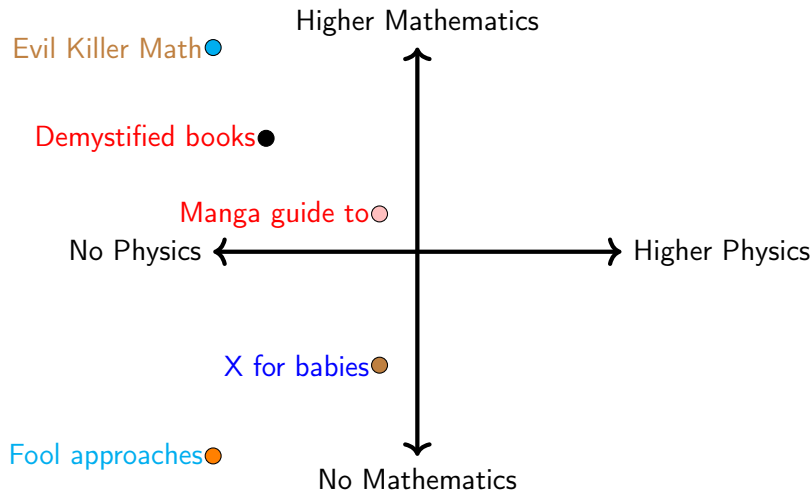 Higher Mathematics
Evil Killer Math
Demystified books
Manga guide to
No Physics
Higher Physics
X for babies
Fool approaches
No Mathematics